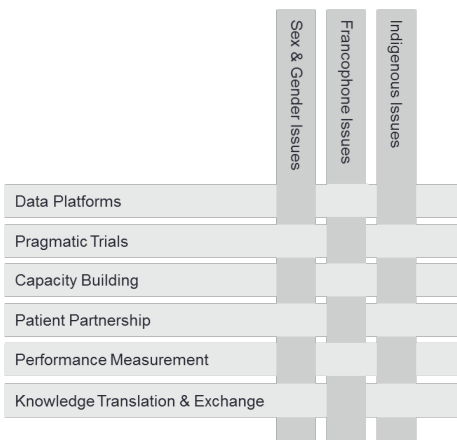 Sex & Gender Issues
Francophone Issues
Indigenous Issues
Data Platforms
Pragmatic Trials
Capacity Building
Patient Partnership
Performance Measurement
Knowledge Translation & Exchange